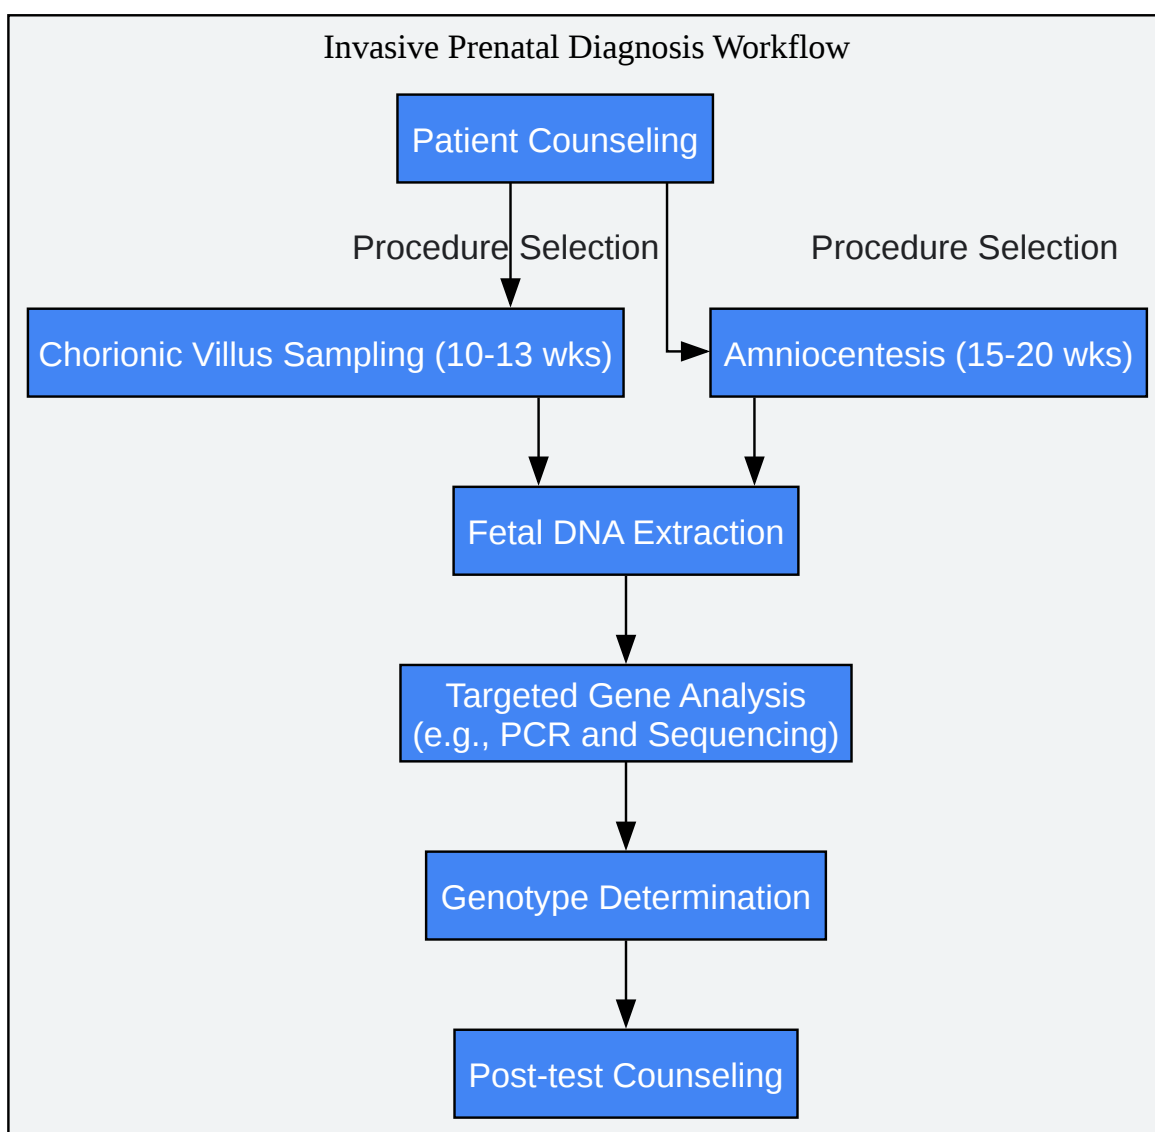 Invasive Prenatal Diagnosis Workflow
Patient Counseling
Procedure Selection
Procedure Selection
Chorionic Villus Sampling (10-13 wks)
Amniocentesis (15-20 wks)
Fetal DNA Extraction
Targeted Gene Analysis
(e.g., PCR and Sequencing)
Genotype Determination
Post-test Counseling